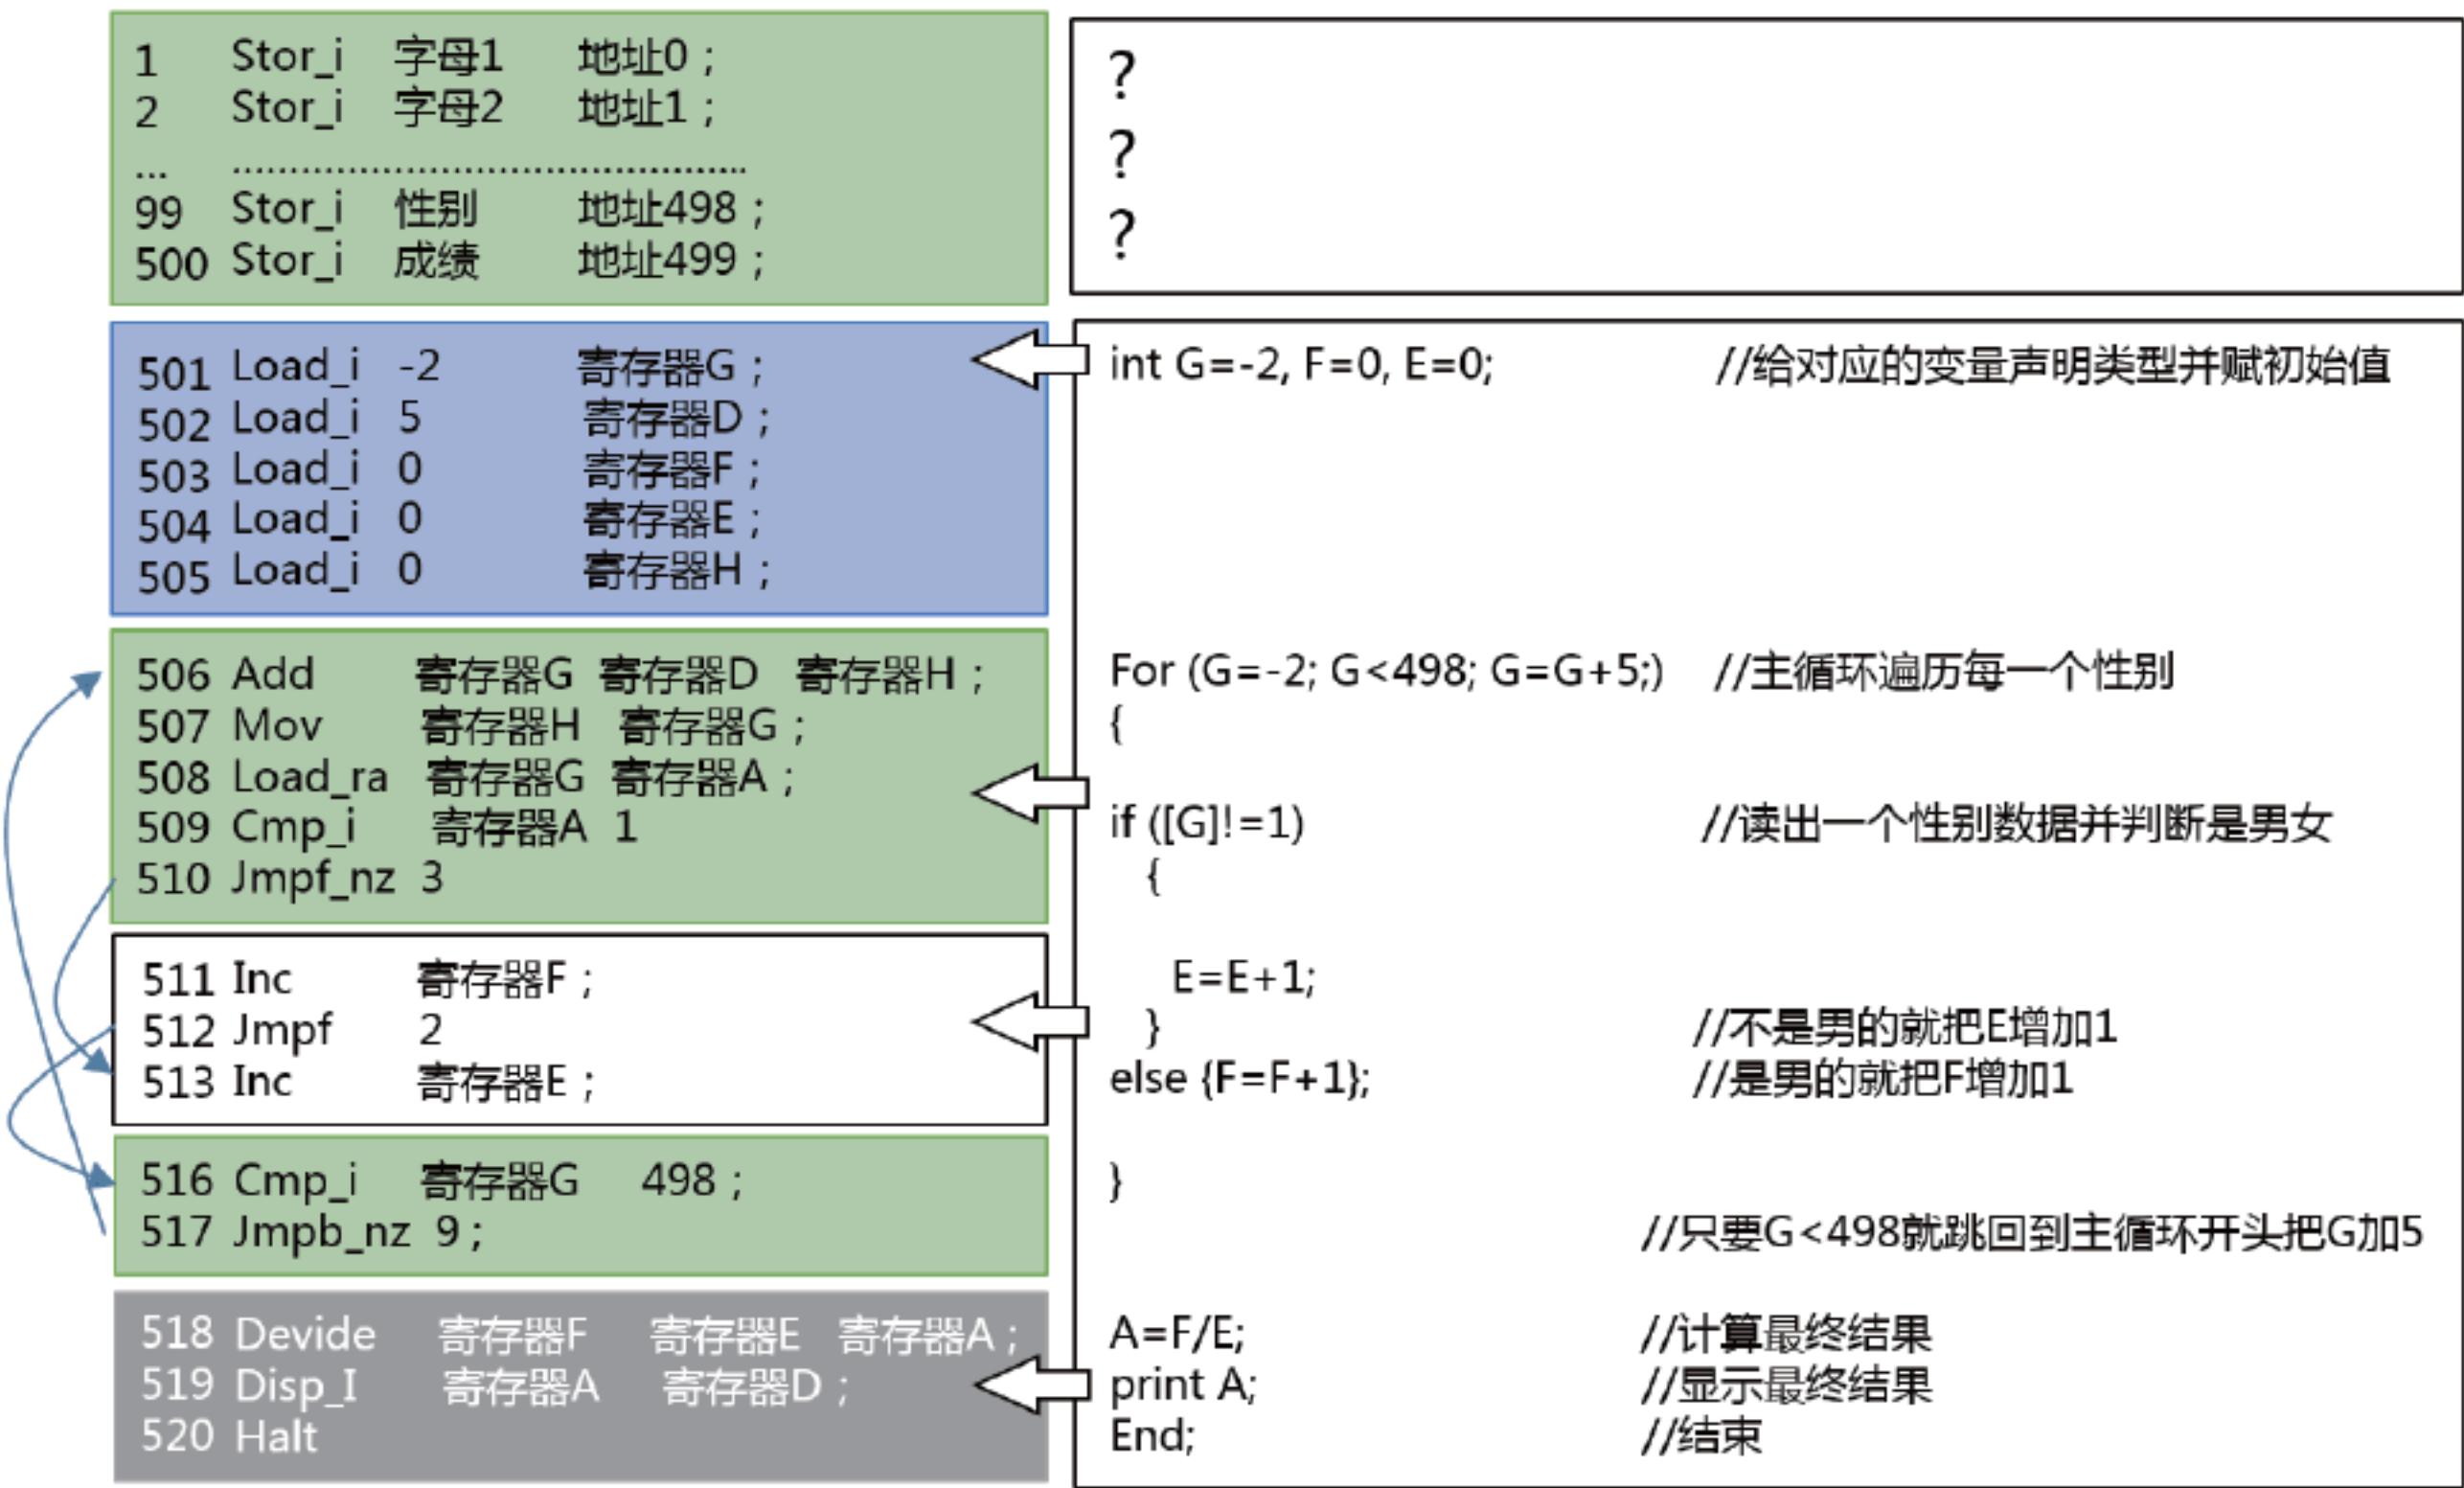 1 Stor_i 字母1 地址0；
2 Stor_i 字母2 地址1；
... ................................................
99 Stor_i 性别 地址498；
500 Stor_i 成绩 地址499；
?
?
?
501 Load_i -2 寄存器G；
502 Load_i 5 寄存器D；
503 Load_i 0 寄存器F；
504 Load_i 0 寄存器E；
505 Load_i 0 寄存器H；
506 Add 寄存器G 寄存器D 寄存器H；
507 Mov 寄存器H 寄存器G；
508 Load_ra 寄存器G 寄存器A；
509 Cmp_i 寄存器A 1
510 Jmpf_nz 3
511 Inc 寄存器F；
512 Jmpf 2
513 Inc 寄存器E；
516 Cmp_i 寄存器G 498；
517 Jmpb_nz 9；
518 Devide 寄存器F 寄存器E 寄存器A；
519 Disp_I 寄存器A 寄存器D；
520 Halt
int G=-2, F=0, E=0; //给对应的变量声明类型并赋初始值
For (G=-2; G<498; G=G+5;) //主循环遍历每一个性别
{
if ([G]!=1) //读出一个性别数据并判断是男女
{
E=E+1;
} //不是男的就把E增加1
else {F=F+1}; //是男的就把F增加1
}
//只要G<498就跳回到主循环开头把G加5
A=F/E; //计算最终结果
print A; //显示最终结果
End; //结束